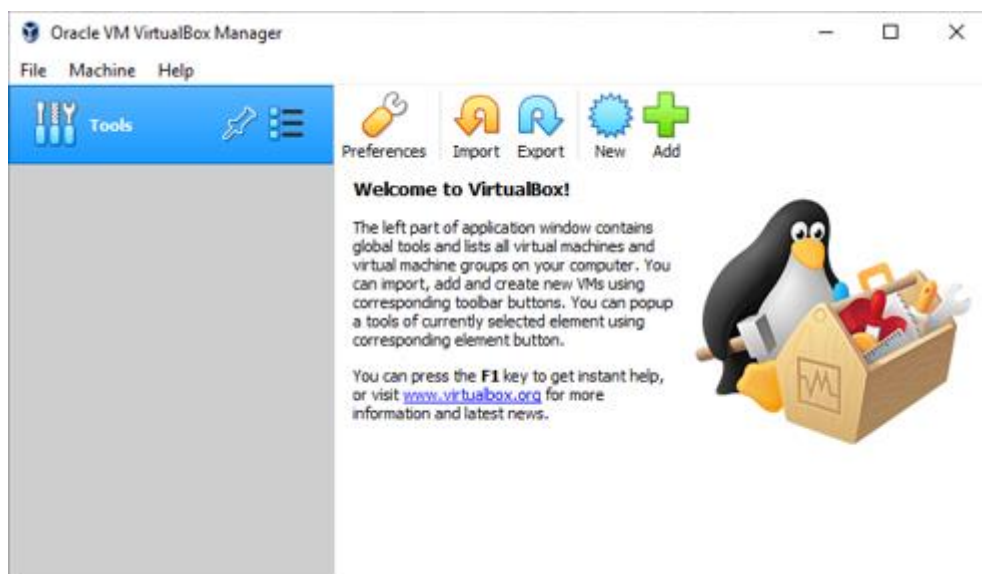 Oracle VM VirtualBox Manager
File Machine Help
Tools
Preferences Import Export New Add
Welcome to VirtualBox!
The left part of application window contains
global tools and lists all virtual machines and
virtual machine groups on your computer. You
can import, add and create new VMs using
corresponding toolbar buttons. You can popup
a tools of currently selected element using
corresponding element button.
You can press the F1 key to get instant help,
or visit www.virtualbox.org for more
information and latest news.